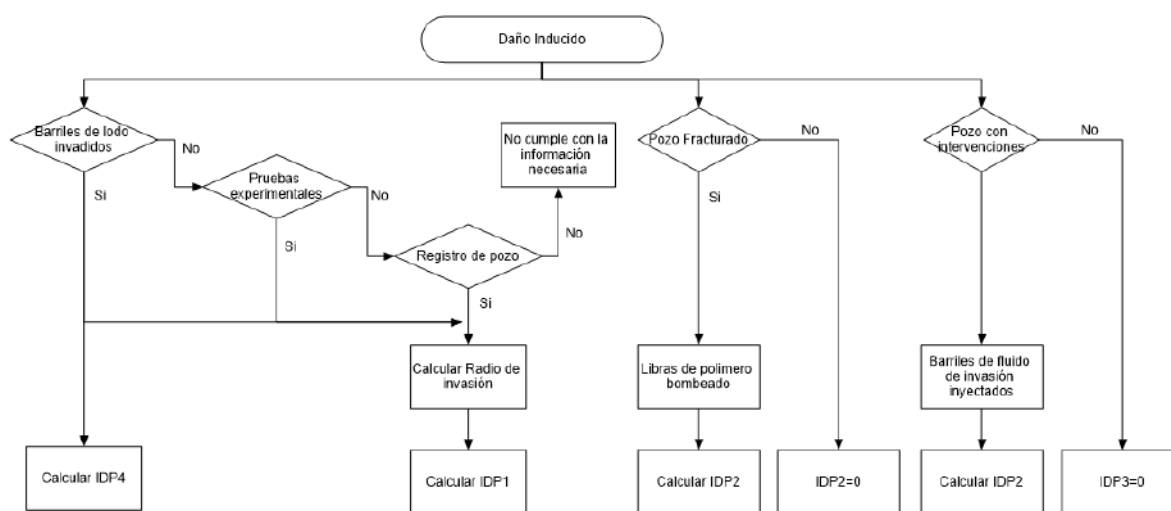 Daño Inducido
Barriles de lodo
invadidos
No
Si
Pruebas
experimentales
No
Si
Registro de pozo
No
Si
No cumple con la
información
necesaria
Pozo Fracturado
No
Si
Pozo con
intervenciones
No
Calcular Radio de
invasión
Libras de polimero
bombeado
Barriles de fluido
de invasión
inyectados
Calcular IDP4
Calcular IDP1
Calcular IDP2
IDP2=0
Calcular IDP2
IDP3=0